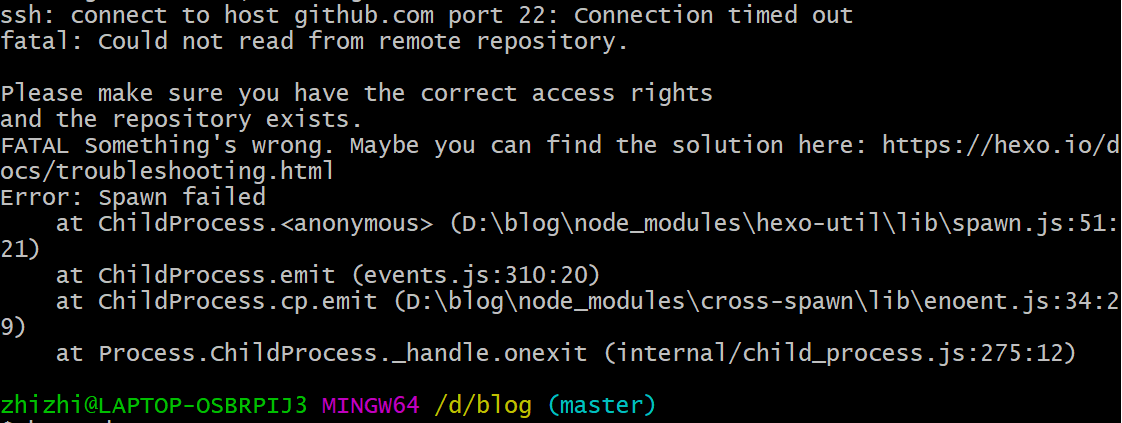 ssh: connect to host github.com port 22: Connection timed out
fatal: Could not read from remote repository.
Please make sure you have the correct access rights
and the repository exists.
FATAL Something's wrong. Maybe you can find the solution here: https://hexo.io/d
ocs/troubleshooting.html
Error: Spawn failed
    at ChildProcess.<anonymous> (D:\blog\node_modules\hexo-util\lib\spawn.js:51:
21)
    at ChildProcess.emit (events.js:310:20)
    at ChildProcess.cp.emit (D:\blog\node_modules\cross-spawn\lib\enoent.js:34:2
9)
    at Process.ChildProcess._handle.onexit (internal/child_process.js:275:12)
zhizhi@LAPTOP-OSBRPIJ3 MINGW64 /d/blog (master)